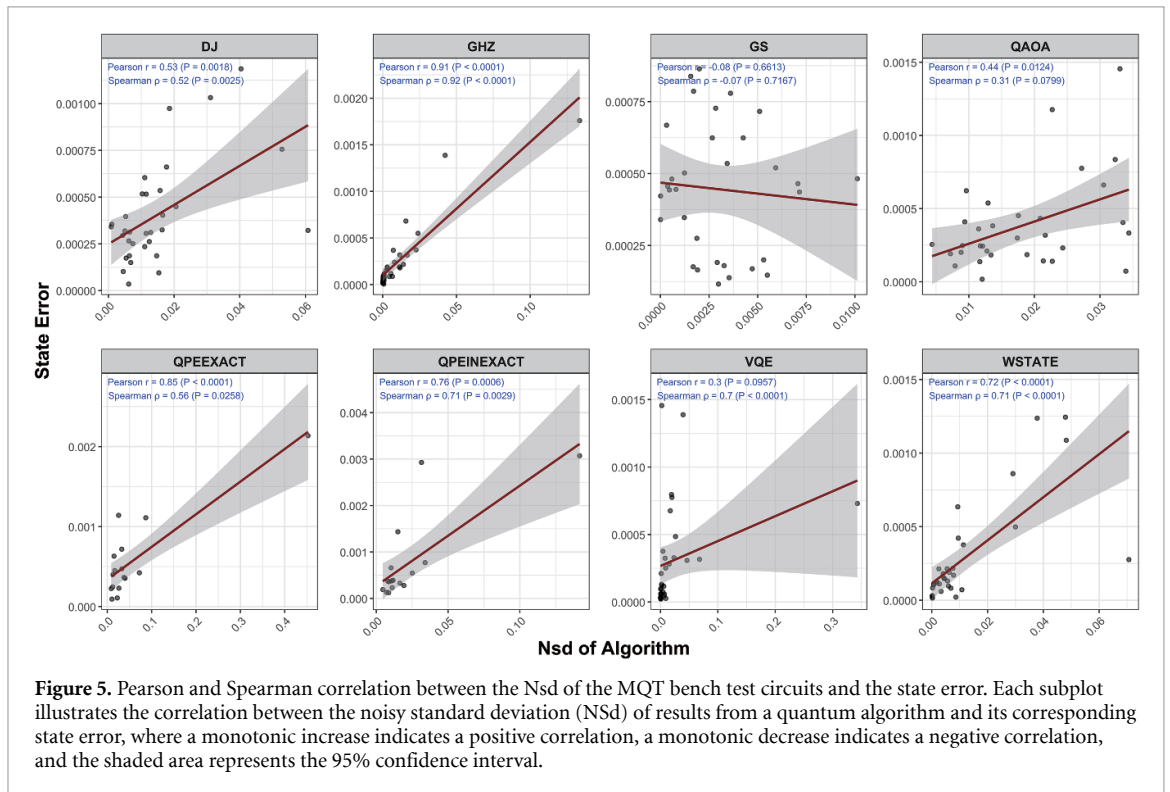 DJ
Pearson r = 0.53 (P = 0.0018)
Spearman ρ = 0.52 (P = 0.0025)
0.00100
0.00075
0.00050
0.00025
0.00000
0.00
0.02
0.04
0.06
GHZ
Pearson r = 0.91 (P < 0.0001)
Spearman ρ = 0.92 (P < 0.0001)
0.0020
0.0015
0.0010
0.0005
0.0000
0.00
0.05
0.10
GS
Pearson r = -0.08 (P = 0.6613)
Spearman ρ = -0.07 (P = 0.7167)
0.00075
0.00050
0.00025
0.0000
0.0025
0.0050
0.0075
0.0100
QAOA
Pearson r = 0.44 (P = 0.0124)
Spearman ρ = 0.31 (P = 0.0799)
0.0015
0.0010
0.0005
0.0000
0.01
0.02
0.03
State Error
QPEEXACT
Pearson r = 0.85 (P < 0.0001)
Spearman ρ = 0.56 (P = 0.0258)
0.002
0.001
0.000
0.0
0.1
0.2
0.3
0.4
QPEINEXACT
Pearson r = 0.76 (P = 0.0006)
Spearman ρ = 0.71 (P = 0.0029)
0.004
0.003
0.002
0.001
0.000
0.00
0.05
0.10
VQE
Pearson r = 0.3 (P = 0.0957)
Spearman ρ = 0.7 (P < 0.0001)
0.0015
0.0010
0.0005
0.0000
0.0
0.1
0.2
0.3
WSTATE
Pearson r = 0.72 (P < 0.0001)
Spearman ρ = 0.71 (P < 0.0001)
0.0015
0.0010
0.0005
0.0000
0.00
0.02
0.04
0.06
Nsd of Algorithm
Figure 5. Pearson and Spearman correlation between the Nsd of the MQT bench test circuits and the state error. Each subplot
illustrates the correlation between the noisy standard deviation (NSd) of results from a quantum algorithm and its corresponding
state error, where a monotonic increase indicates a positive correlation, a monotonic decrease indicates a negative correlation,
and the shaded area represents the 95% confidence interval.